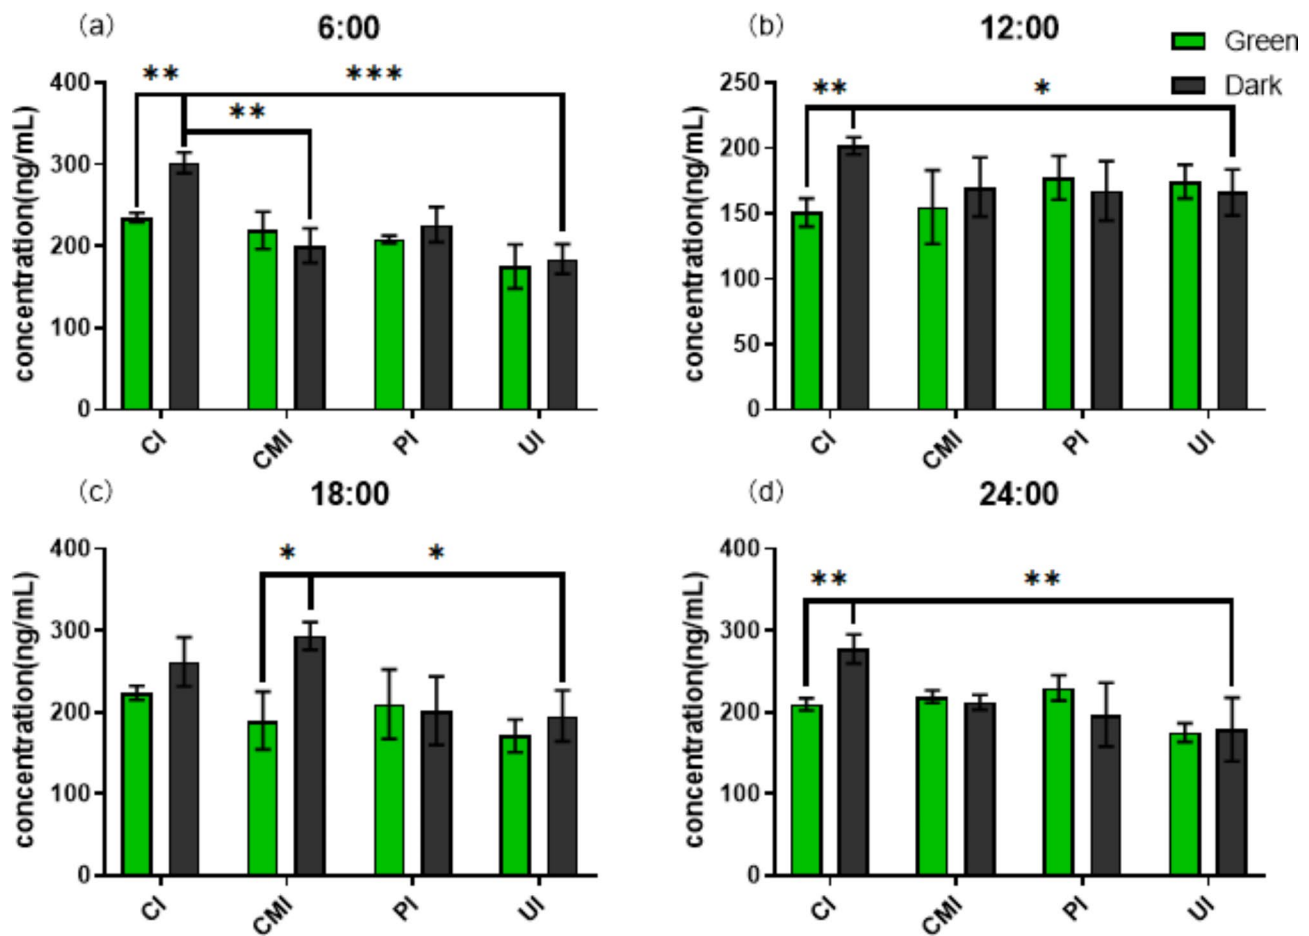 (a) 6:00
** ***
**
400
300
200
100
0
concentration(ng/mL)
CI CMI PI UI
(b) 12:00
Green
Dark
** *
250
200
150
100
50
0
concentration(ng/mL)
CI CMI PI UI
(c) 18:00
* *
400
300
200
100
0
concentration(ng/mL)
CI CMI PI UI
(d) 24:00
** **
400
300
200
100
0
concentration(ng/mL)
CI CMI PI UI